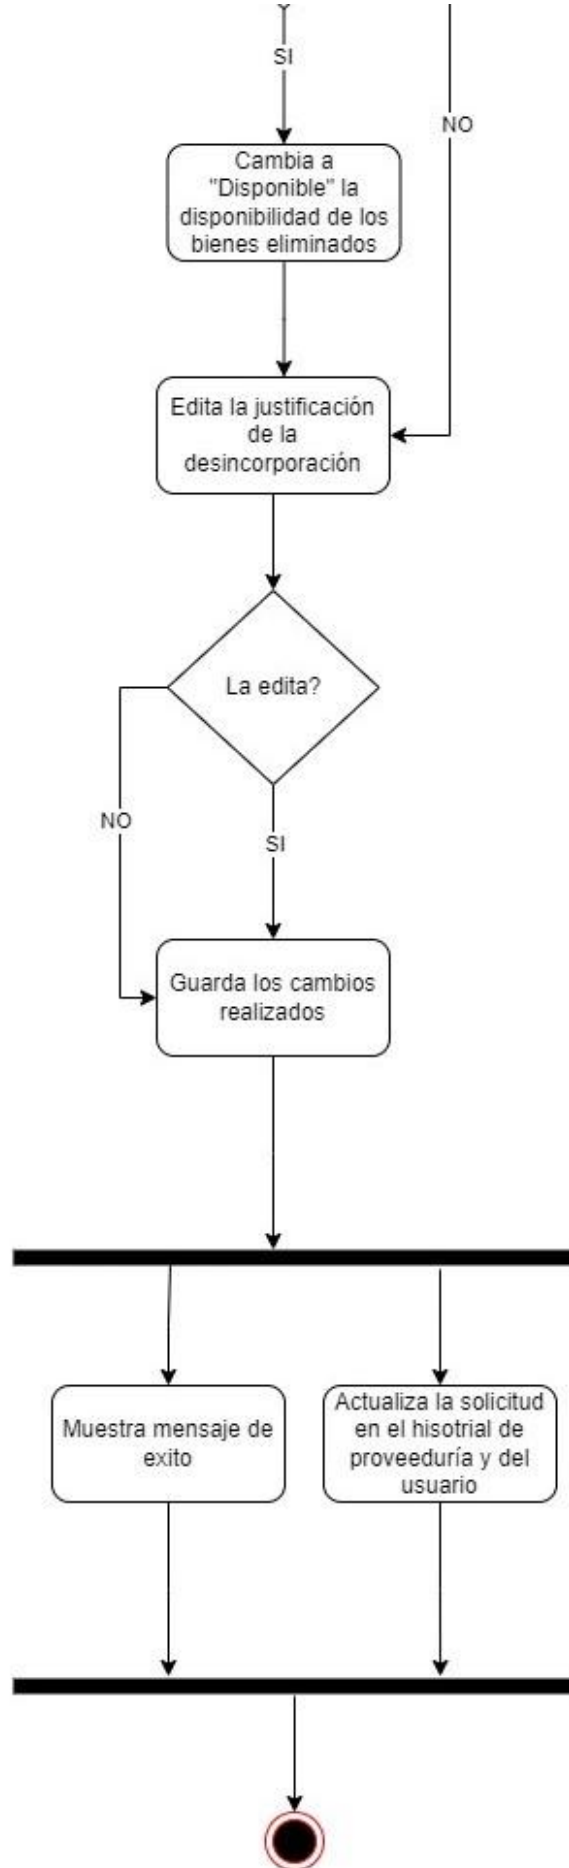 SI
NO
Cambia a
"Disponible" la
disponibilidad de los
bienes eliminados
Edita la justificación
de la
desincorporación
La edita?
NO
SI
Guarda los cambios
realizados
Muestra mensaje de
exito
Actualiza la solicitud
en el hisotrial de
proveeduría y del
usuario